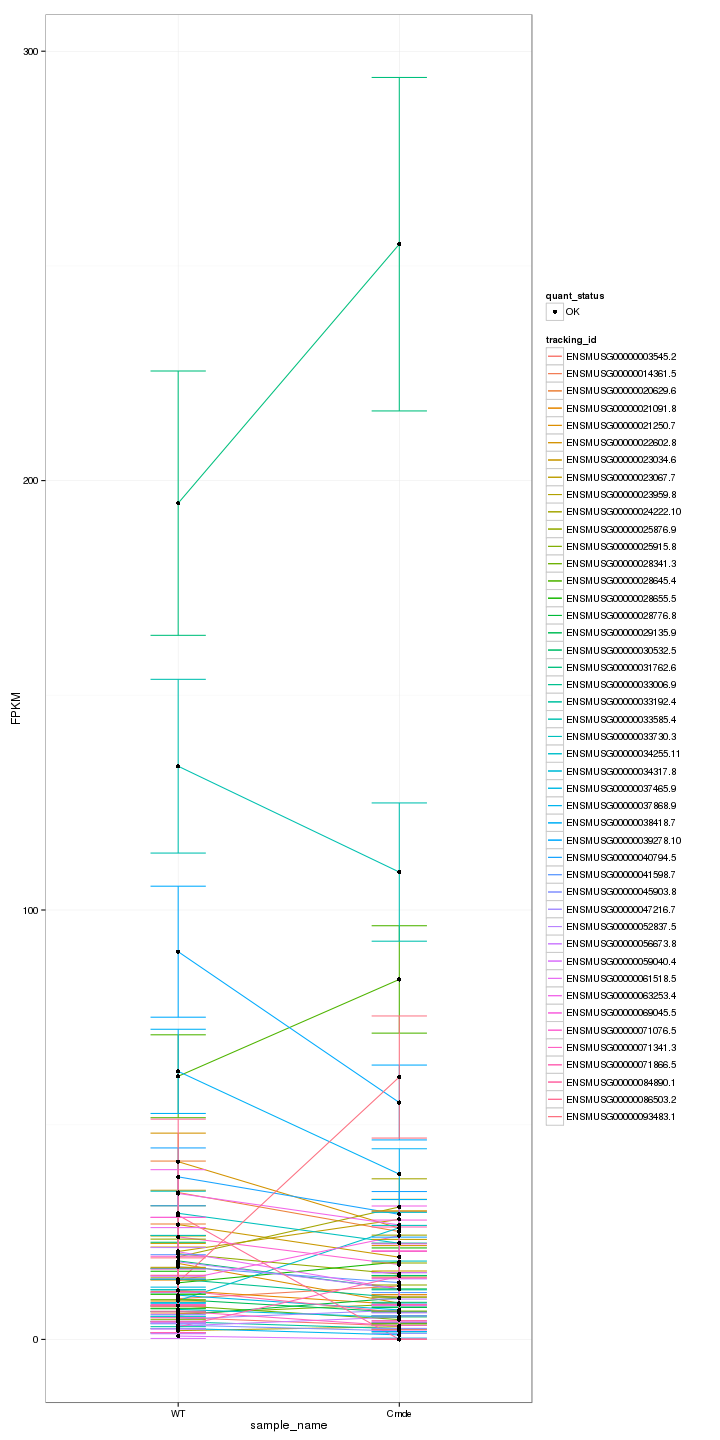 300
200
100
0
FPKM
WT
Cmde
sample_name
quant_status
OK
tracking_id
ENSMUSG00000003545.2
ENSMUSG00000014361.5
ENSMUSG00000020629.6
ENSMUSG00000021091.8
ENSMUSG00000021250.7
ENSMUSG00000022602.8
ENSMUSG00000023034.6
ENSMUSG00000023067.7
ENSMUSG00000023959.8
ENSMUSG00000024222.10
ENSMUSG00000025876.9
ENSMUSG00000025915.8
ENSMUSG00000028341.3
ENSMUSG00000028645.4
ENSMUSG00000028655.5
ENSMUSG00000028776.8
ENSMUSG00000029135.9
ENSMUSG00000030532.5
ENSMUSG00000031762.6
ENSMUSG00000033006.9
ENSMUSG00000033192.4
ENSMUSG00000033585.4
ENSMUSG00000033730.3
ENSMUSG00000034255.11
ENSMUSG00000034317.8
ENSMUSG00000037465.9
ENSMUSG00000037868.9
ENSMUSG00000038418.7
ENSMUSG00000039278.10
ENSMUSG00000040794.5
ENSMUSG00000041598.7
ENSMUSG00000045903.8
ENSMUSG00000047216.7
ENSMUSG00000052837.5
ENSMUSG00000056673.8
ENSMUSG00000059040.4
ENSMUSG00000061518.5
ENSMUSG00000063253.4
ENSMUSG00000069045.5
ENSMUSG00000071076.5
ENSMUSG00000071341.3
ENSMUSG00000071866.5
ENSMUSG00000084890.1
ENSMUSG00000086503.2
ENSMUSG00000093483.1